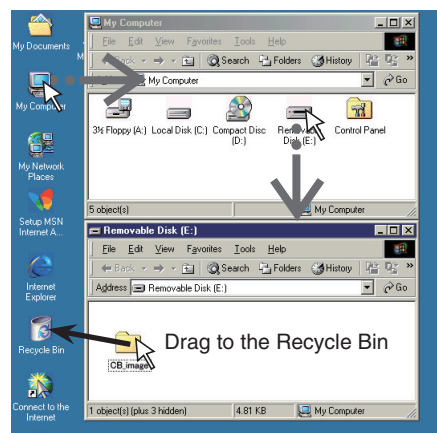 My Documents
M
My Computer
My Network
Places
Setup MSN
Internet A...
Internet
Explorer
Recycle Bin
Connect to the
Internet
My Computer
File Edit View Favorites Tools Help
Back Search Folders History »
My Computer Go
3½ Floppy (A:) Local Disk (C:) Compact Disc
(D:) Removable
Disk (E:) Control Panel
5 object(s) My Computer
Removable Disk (E:)
File Edit View Favorites Tools Help
Back Search Folders History »
Address Removable Disk (E:) Go
CB_image
Drag to the Recycle Bin
1 object(s) (plus 3 hidden) 4.81 KB My Computer